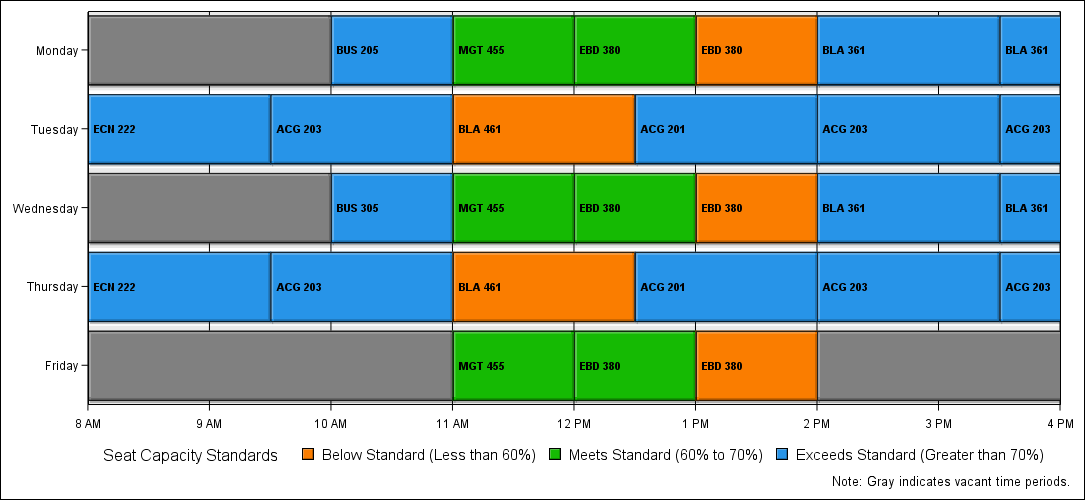 Monday BUS 205 MGT 455 EBD 380 EBD 380 BLA 361 BLA 361
Tuesday ECN 222 ACG 203 BLA 461 ACG 201 ACG 203 ACG 203
Wednesday BUS 305 MGT 455 EBD 380 EBD 380 BLA 361 BLA 361
Thursday ECN 222 ACG 203 BLA 461 ACG 201 ACG 203 ACG 203
Friday MGT 455 EBD 380 EBD 380
8 AM 9 AM 10 AM 11 AM 12 PM 1 PM 2 PM 3 PM 4 PM
Seat Capacity Standards Below Standard (Less than 60%) Meets Standard (60% to 70%) Exceeds Standard (Greater than 70%)
Note: Gray indicates vacant time periods.